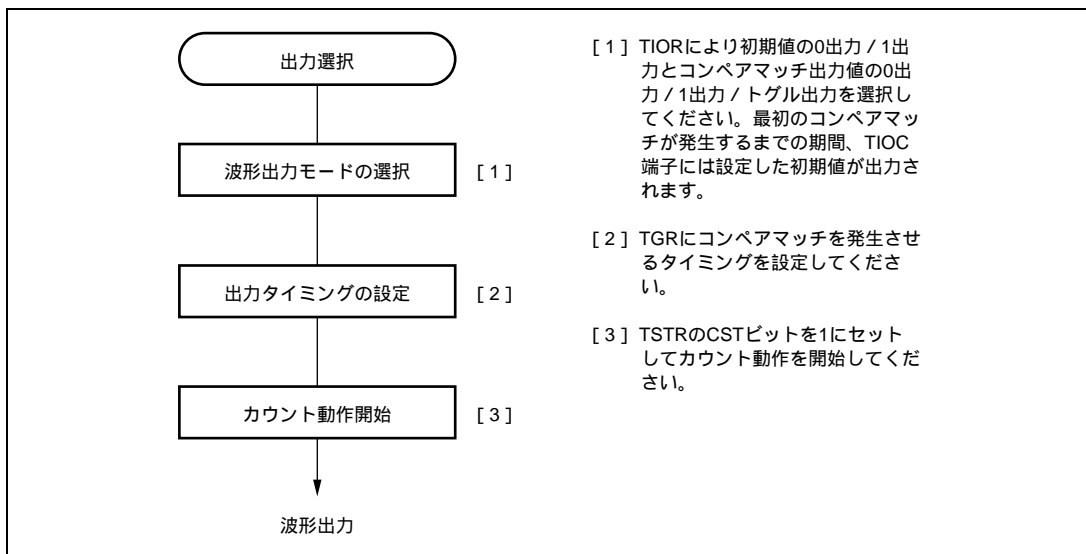 出力選択
波形出力モードの選択 [1]
出力タイミングの設定 [2]
カウント動作開始 [3]
波形出力
[1] TIORにより初期値の0出力/1出
力とコンペアマッチ出力値の0出
力/1出力/トグル出力を選択し
てください。最初のコンペアマッ
チが発生するまでの期間、TIOC
端子には設定した初期値が出力さ
れます。
[2] TGRにコンペアマッチを発生させ
るタイミングを設定してくださ
い。
[3] TSTRのCSTビットを1にセット
してカウント動作を開始してくだ
さい。